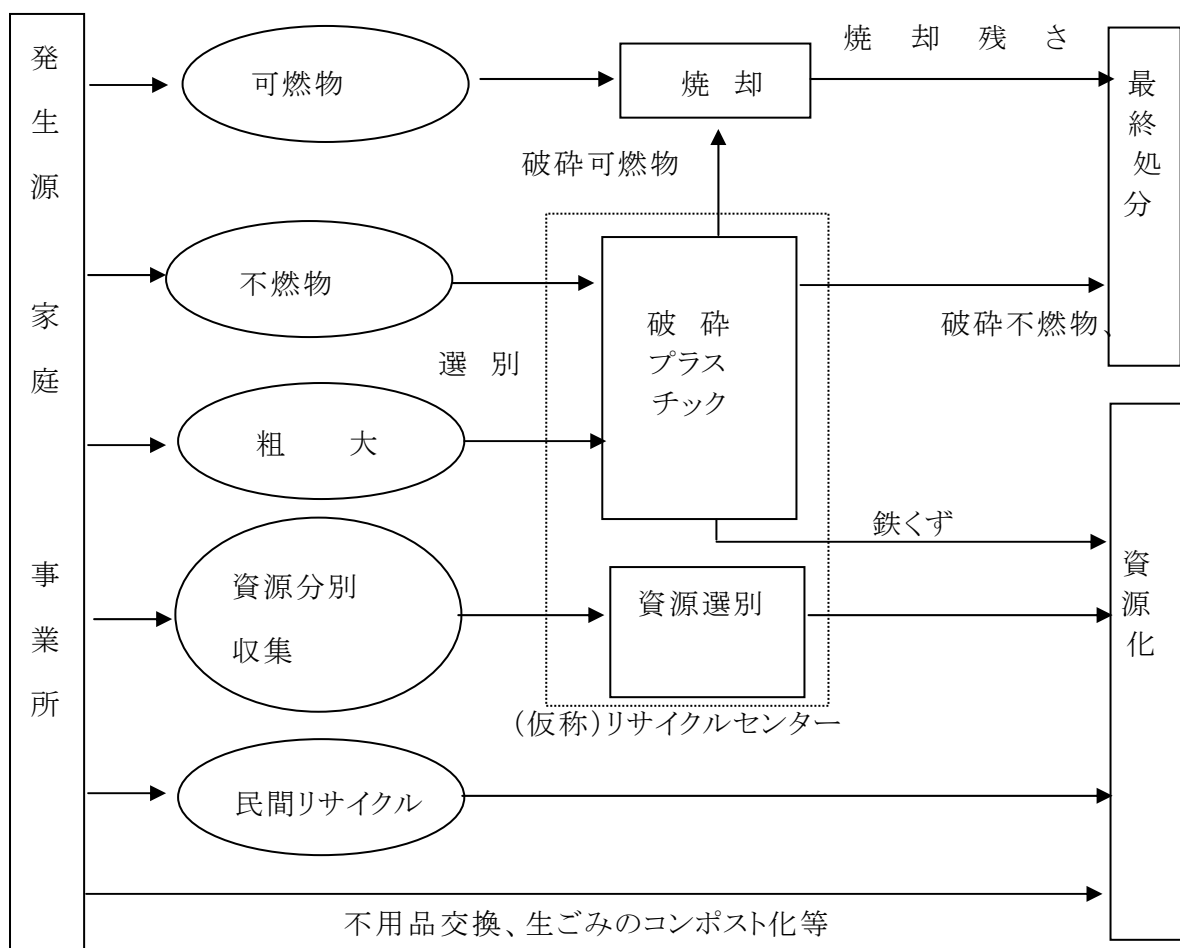 発生源 家庭 事業所
可燃物
焼 却
焼 却 残 さ
最終処分
破砕可燃物
不燃物
破 砕
プラス
チック
破砕不燃物、
選 別
粗 大
鉄くず
資源化
資源分別
収集
資源選別
(仮称)リサイクルセンター
民間リサイクル
不用品交換、生ごみのコンポスト化等